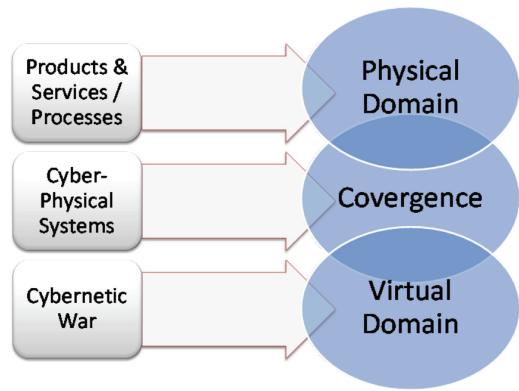 Products &
Services /
Processes
Physical
Domain
Cyber-
Physical
Systems
Covergence
Cybernetic
War
Virtual
Domain